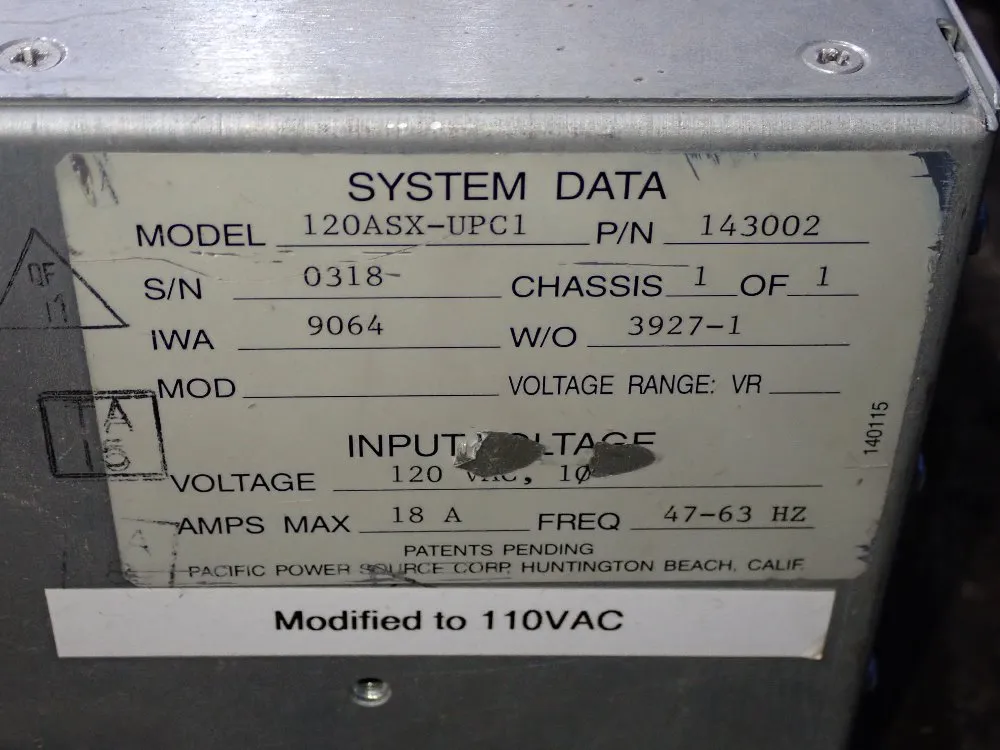 SYSTEM DATA
MODEL 120ASX-UPC1 P/N 143002
S/N 0318- CHASSIS 1 OF 1
IWA 9064 W/O 3927-1
MOD VOLTAGE RANGE: VR
INPUT VOLTAGE
VOLTAGE 120 VAC, 1Ø
AMPS MAX 18 A FREQ 47-63 HZ
PATENTS PENDING
PACIFIC POWER SOURCE CORP. HUNTINGTON BEACH, CALIF.
140115
Modified to 110VAC
A